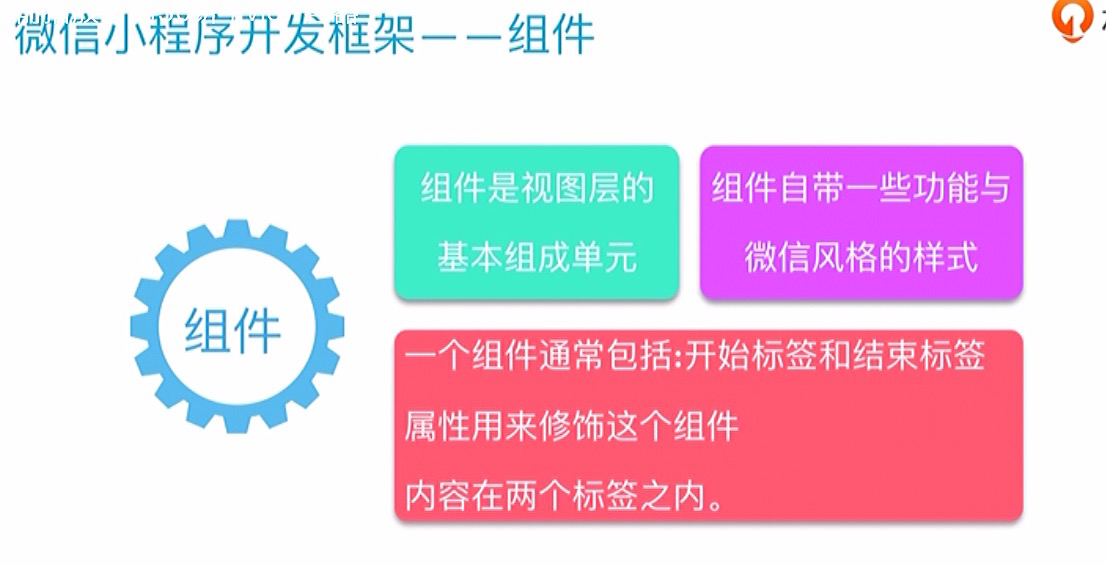 微信小程序开发框架——组件
组件是视图层的
基本组成单元
组件自带一些功能与
微信风格的样式
组件
一个组件通常包括:开始标签和结束标签
属性用来修饰这个组件
内容在两个标签之内。